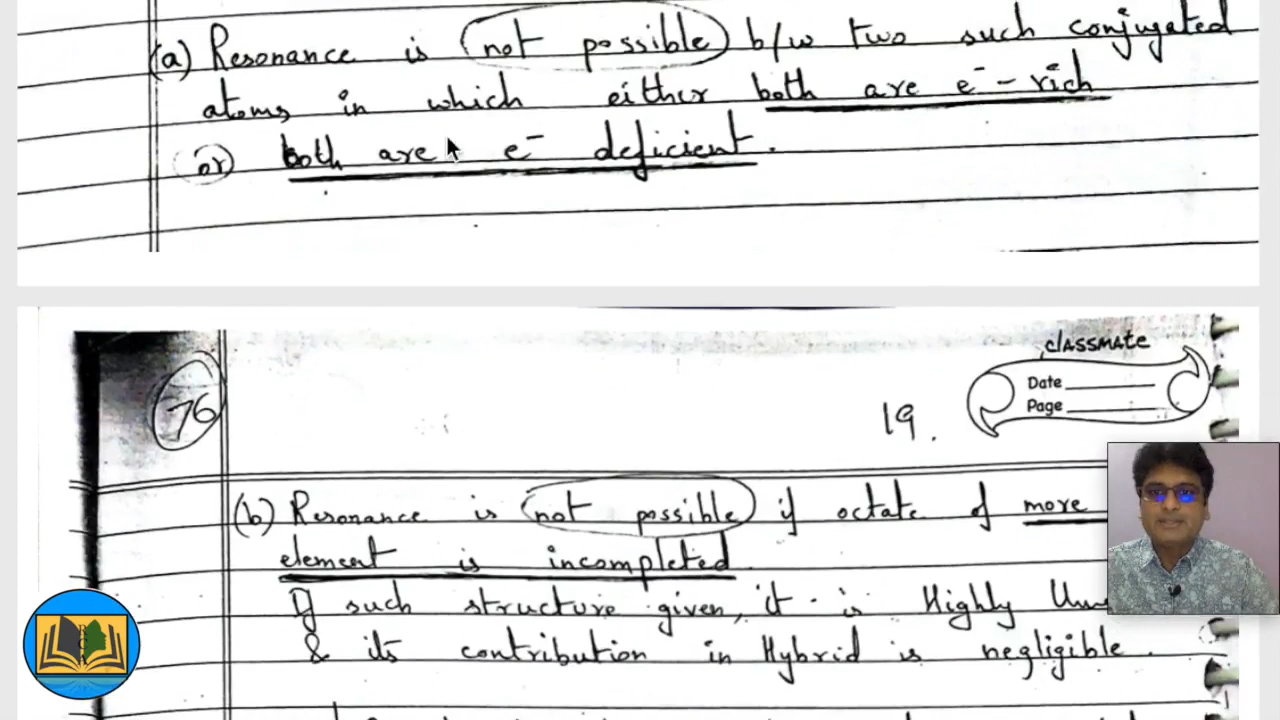 (a) Resonance is not possible b/w two such conjugated
atoms in which either both are e⁻ - rich
or both are e⁻ deficient.
classmate
Date
Page
76
19.
(b) Resonance is not possible if octate of more
element is incompleted
If such structure given, it is Highly
& its contribution in Hybrid is negligible.